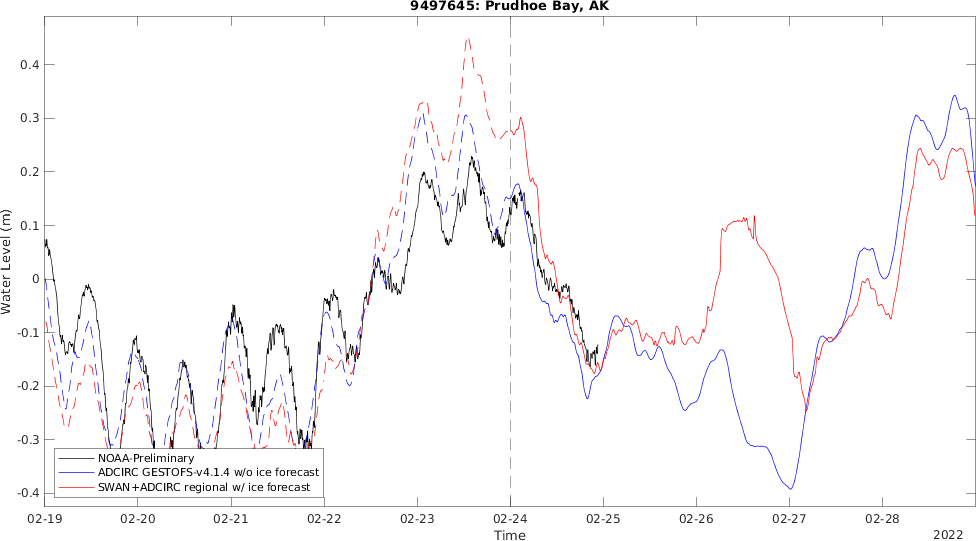 9497645: Prudhoe Bay, AK
Water Level (m)
0.4
0.3
0.2
0.1
0
-0.1
-0.2
-0.3
-0.4
NOAA-Preliminary
ADCIRC GESTOFS-v4.1.4 w/o ice forecast
SWAN+ADCIRC regional w/ ice forecast
02-19 02-20 02-21 02-22 02-23 02-24 02-25 02-26 02-27 02-28
Time
2022